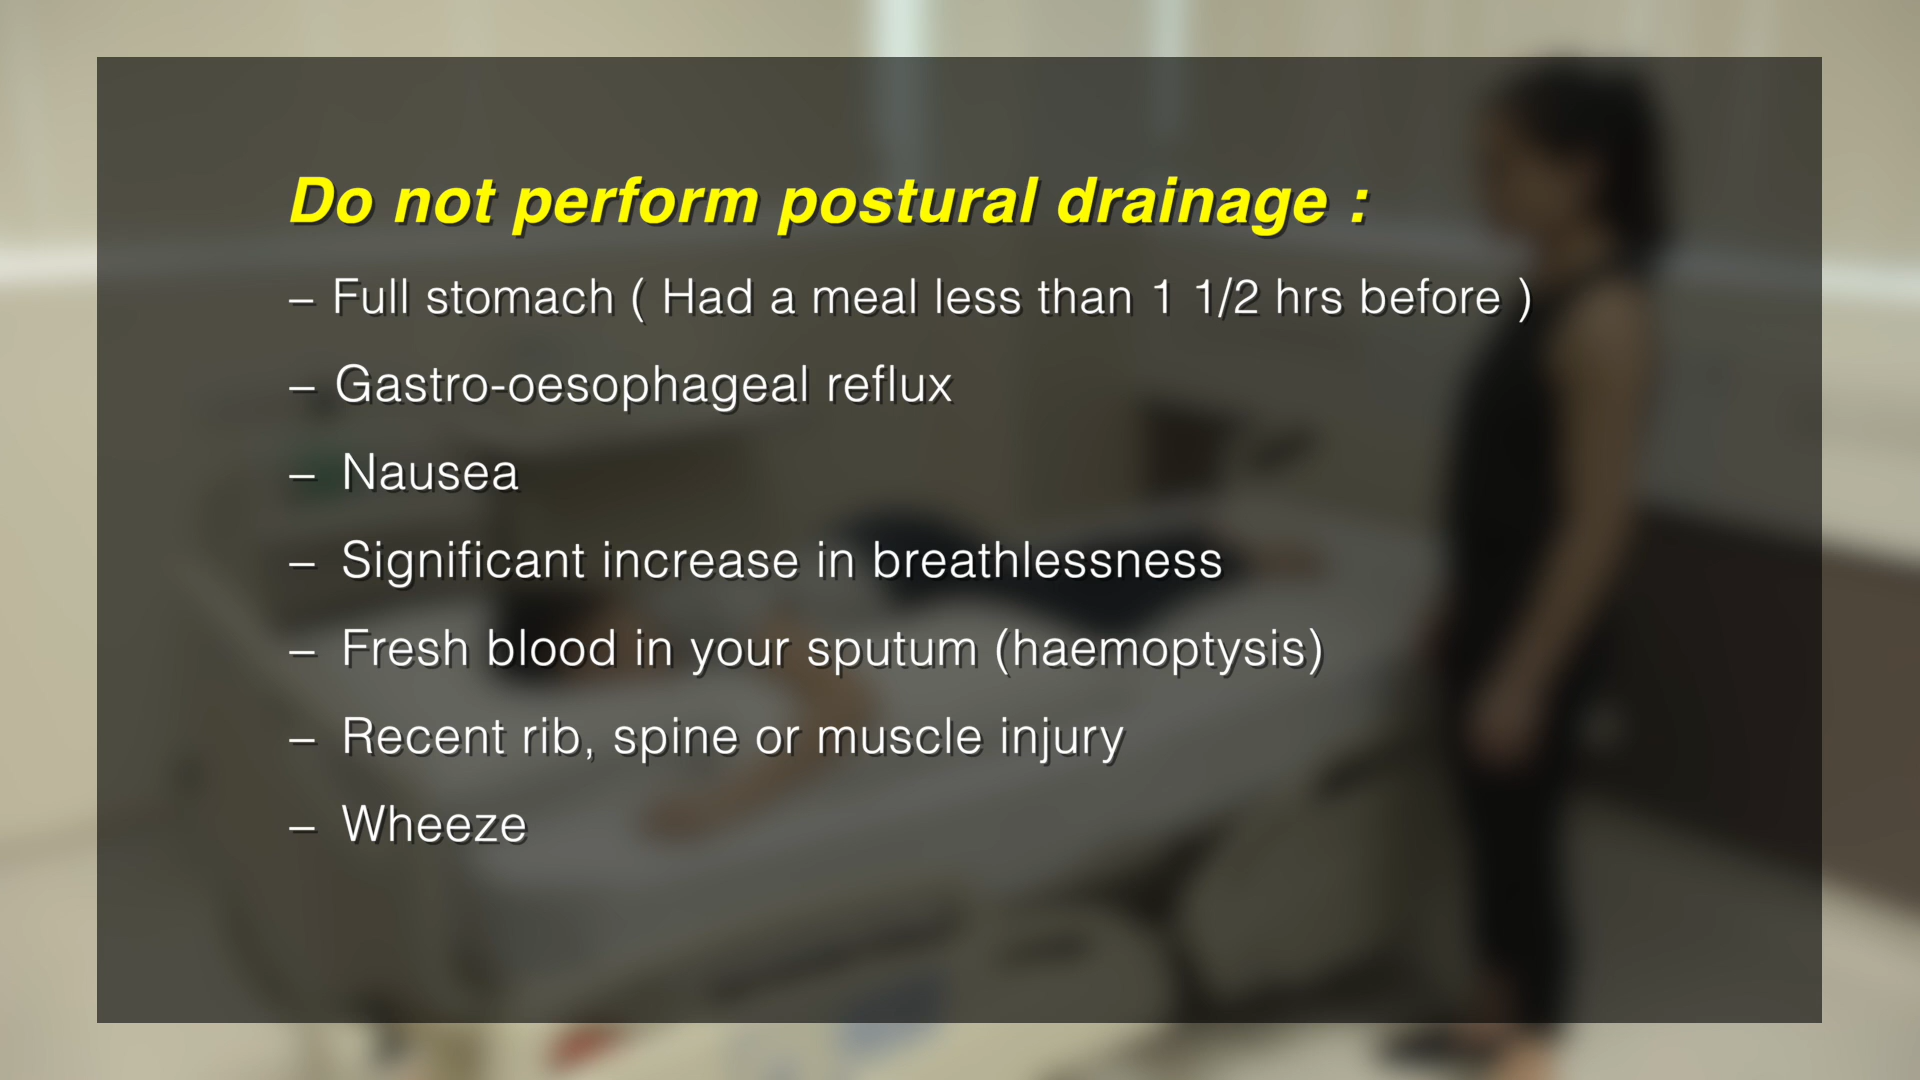 Do not perform postural drainage :
– Full stomach ( Had a meal less than 1 1/2 hrs before )
– Gastro-oesophageal reflux
– Nausea
– Significant increase in breathlessness
– Fresh blood in your sputum (haemoptysis)
– Recent rib, spine or muscle injury
– Wheeze